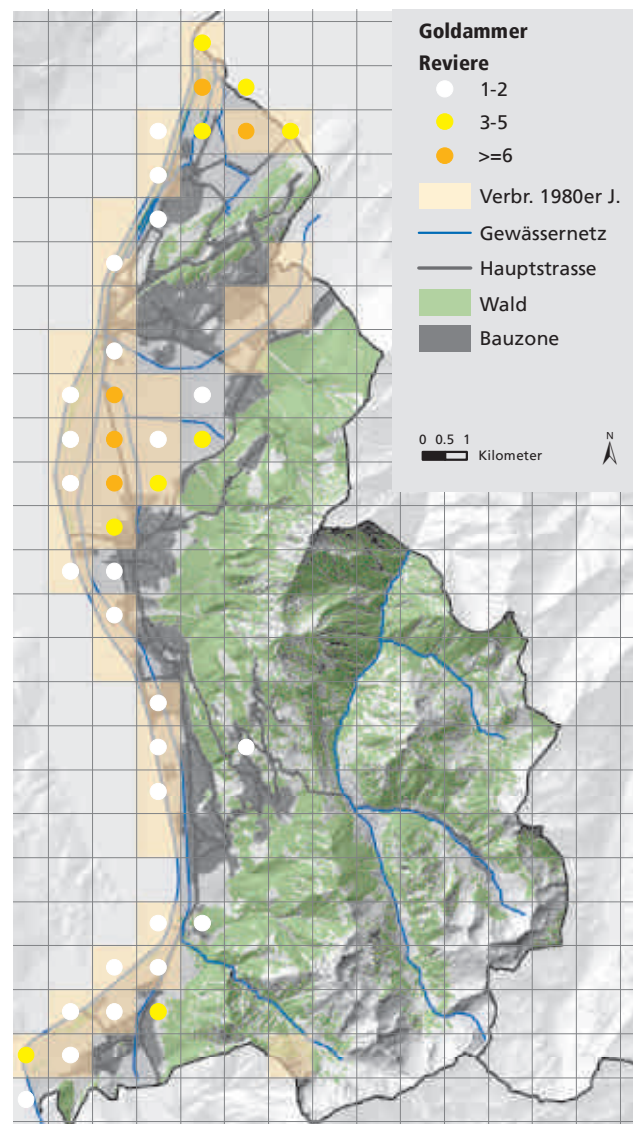 Goldammer
Reviere
1-2
3-5
>=6
Verbr. 1980er J.
Gewässernetz
Hauptstrasse
Wald
Bauzone
0 0.5 1
Kilometer
N